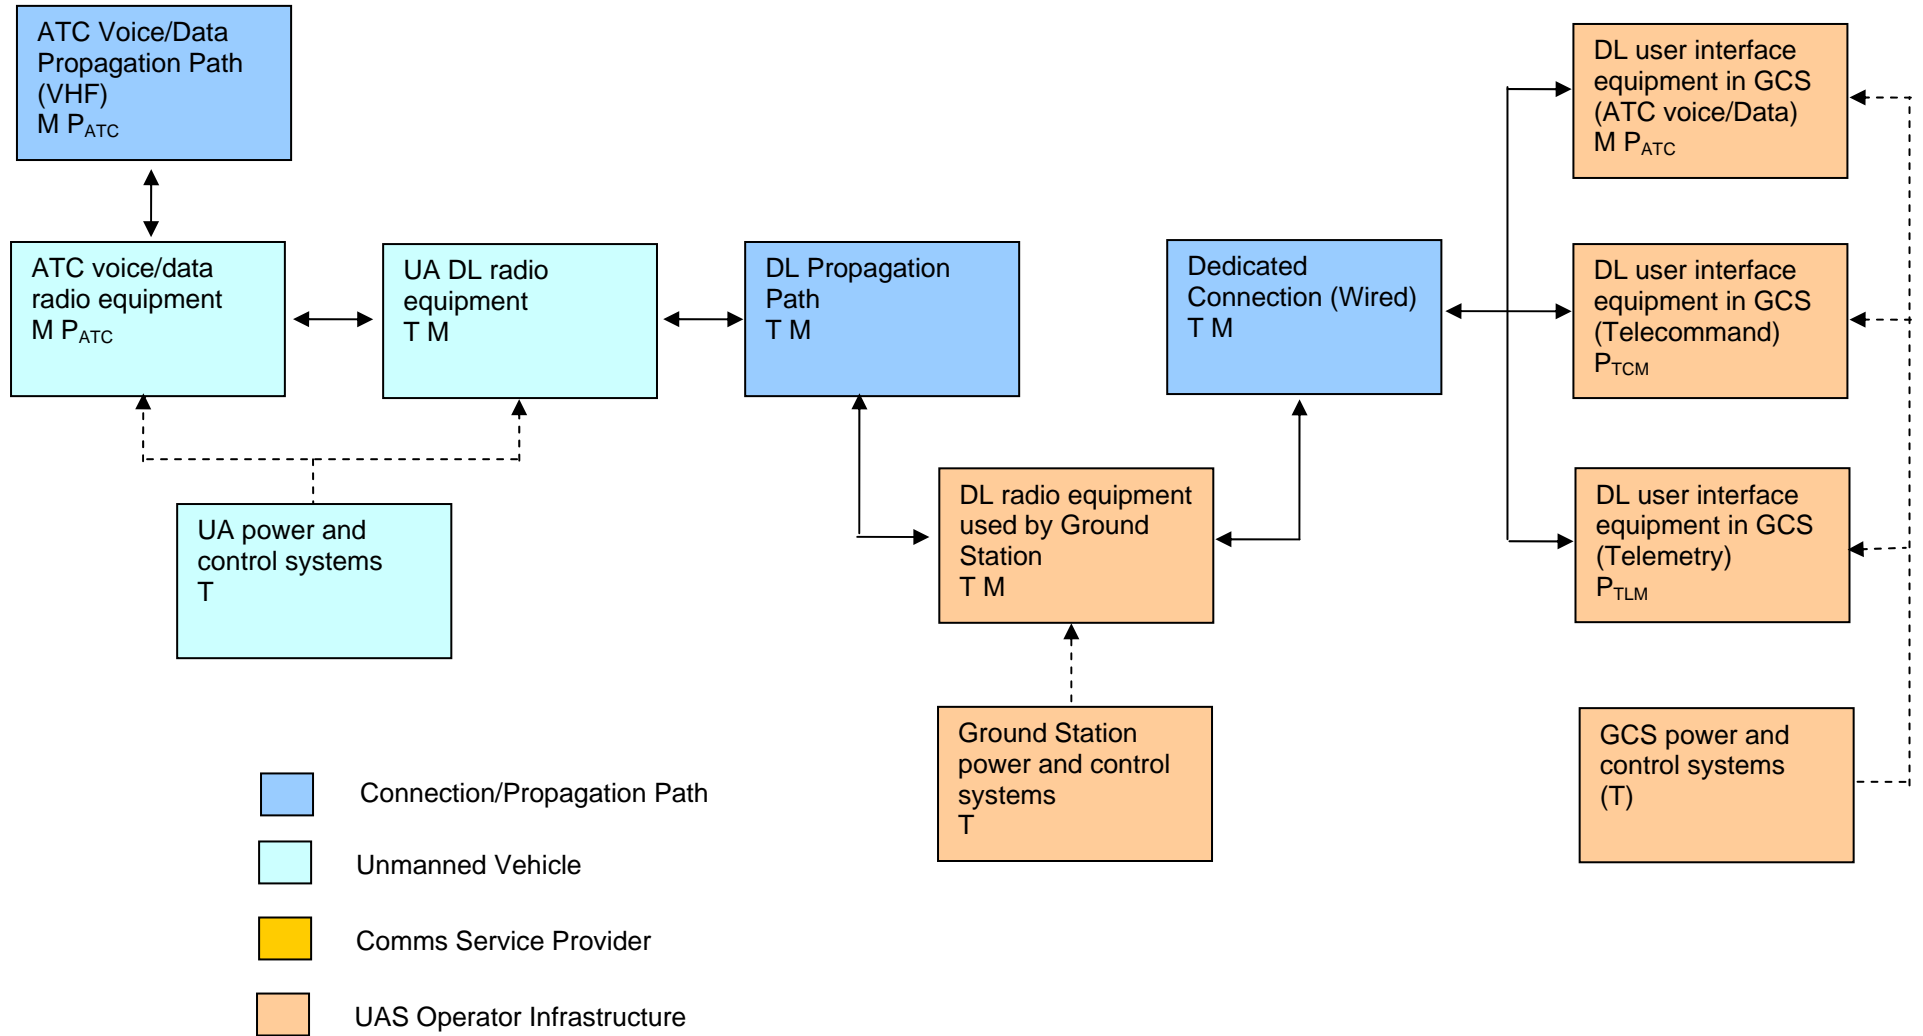 ATC Voice/Data
Propagation Path
(VHF)
M PATC
ATC voice/data
radio equipment
M PATC
UA DL radio
equipment
T M
DL Propagation
Path
T M
Dedicated
Connection (Wired)
T M
DL user interface
equipment in GCS
(ATC voice/Data)
M PATC
DL user interface
equipment in GCS
(Telecommand)
PTCM
DL user interface
equipment in GCS
(Telemetry)
PTLM
UA power and
control systems
T
DL radio equipment
used by Ground
Station
T M
Ground Station
power and control
systems
T
GCS power and
control systems
(T)
Connection/Propagation Path
Unmanned Vehicle
Comms Service Provider
UAS Operator Infrastructure